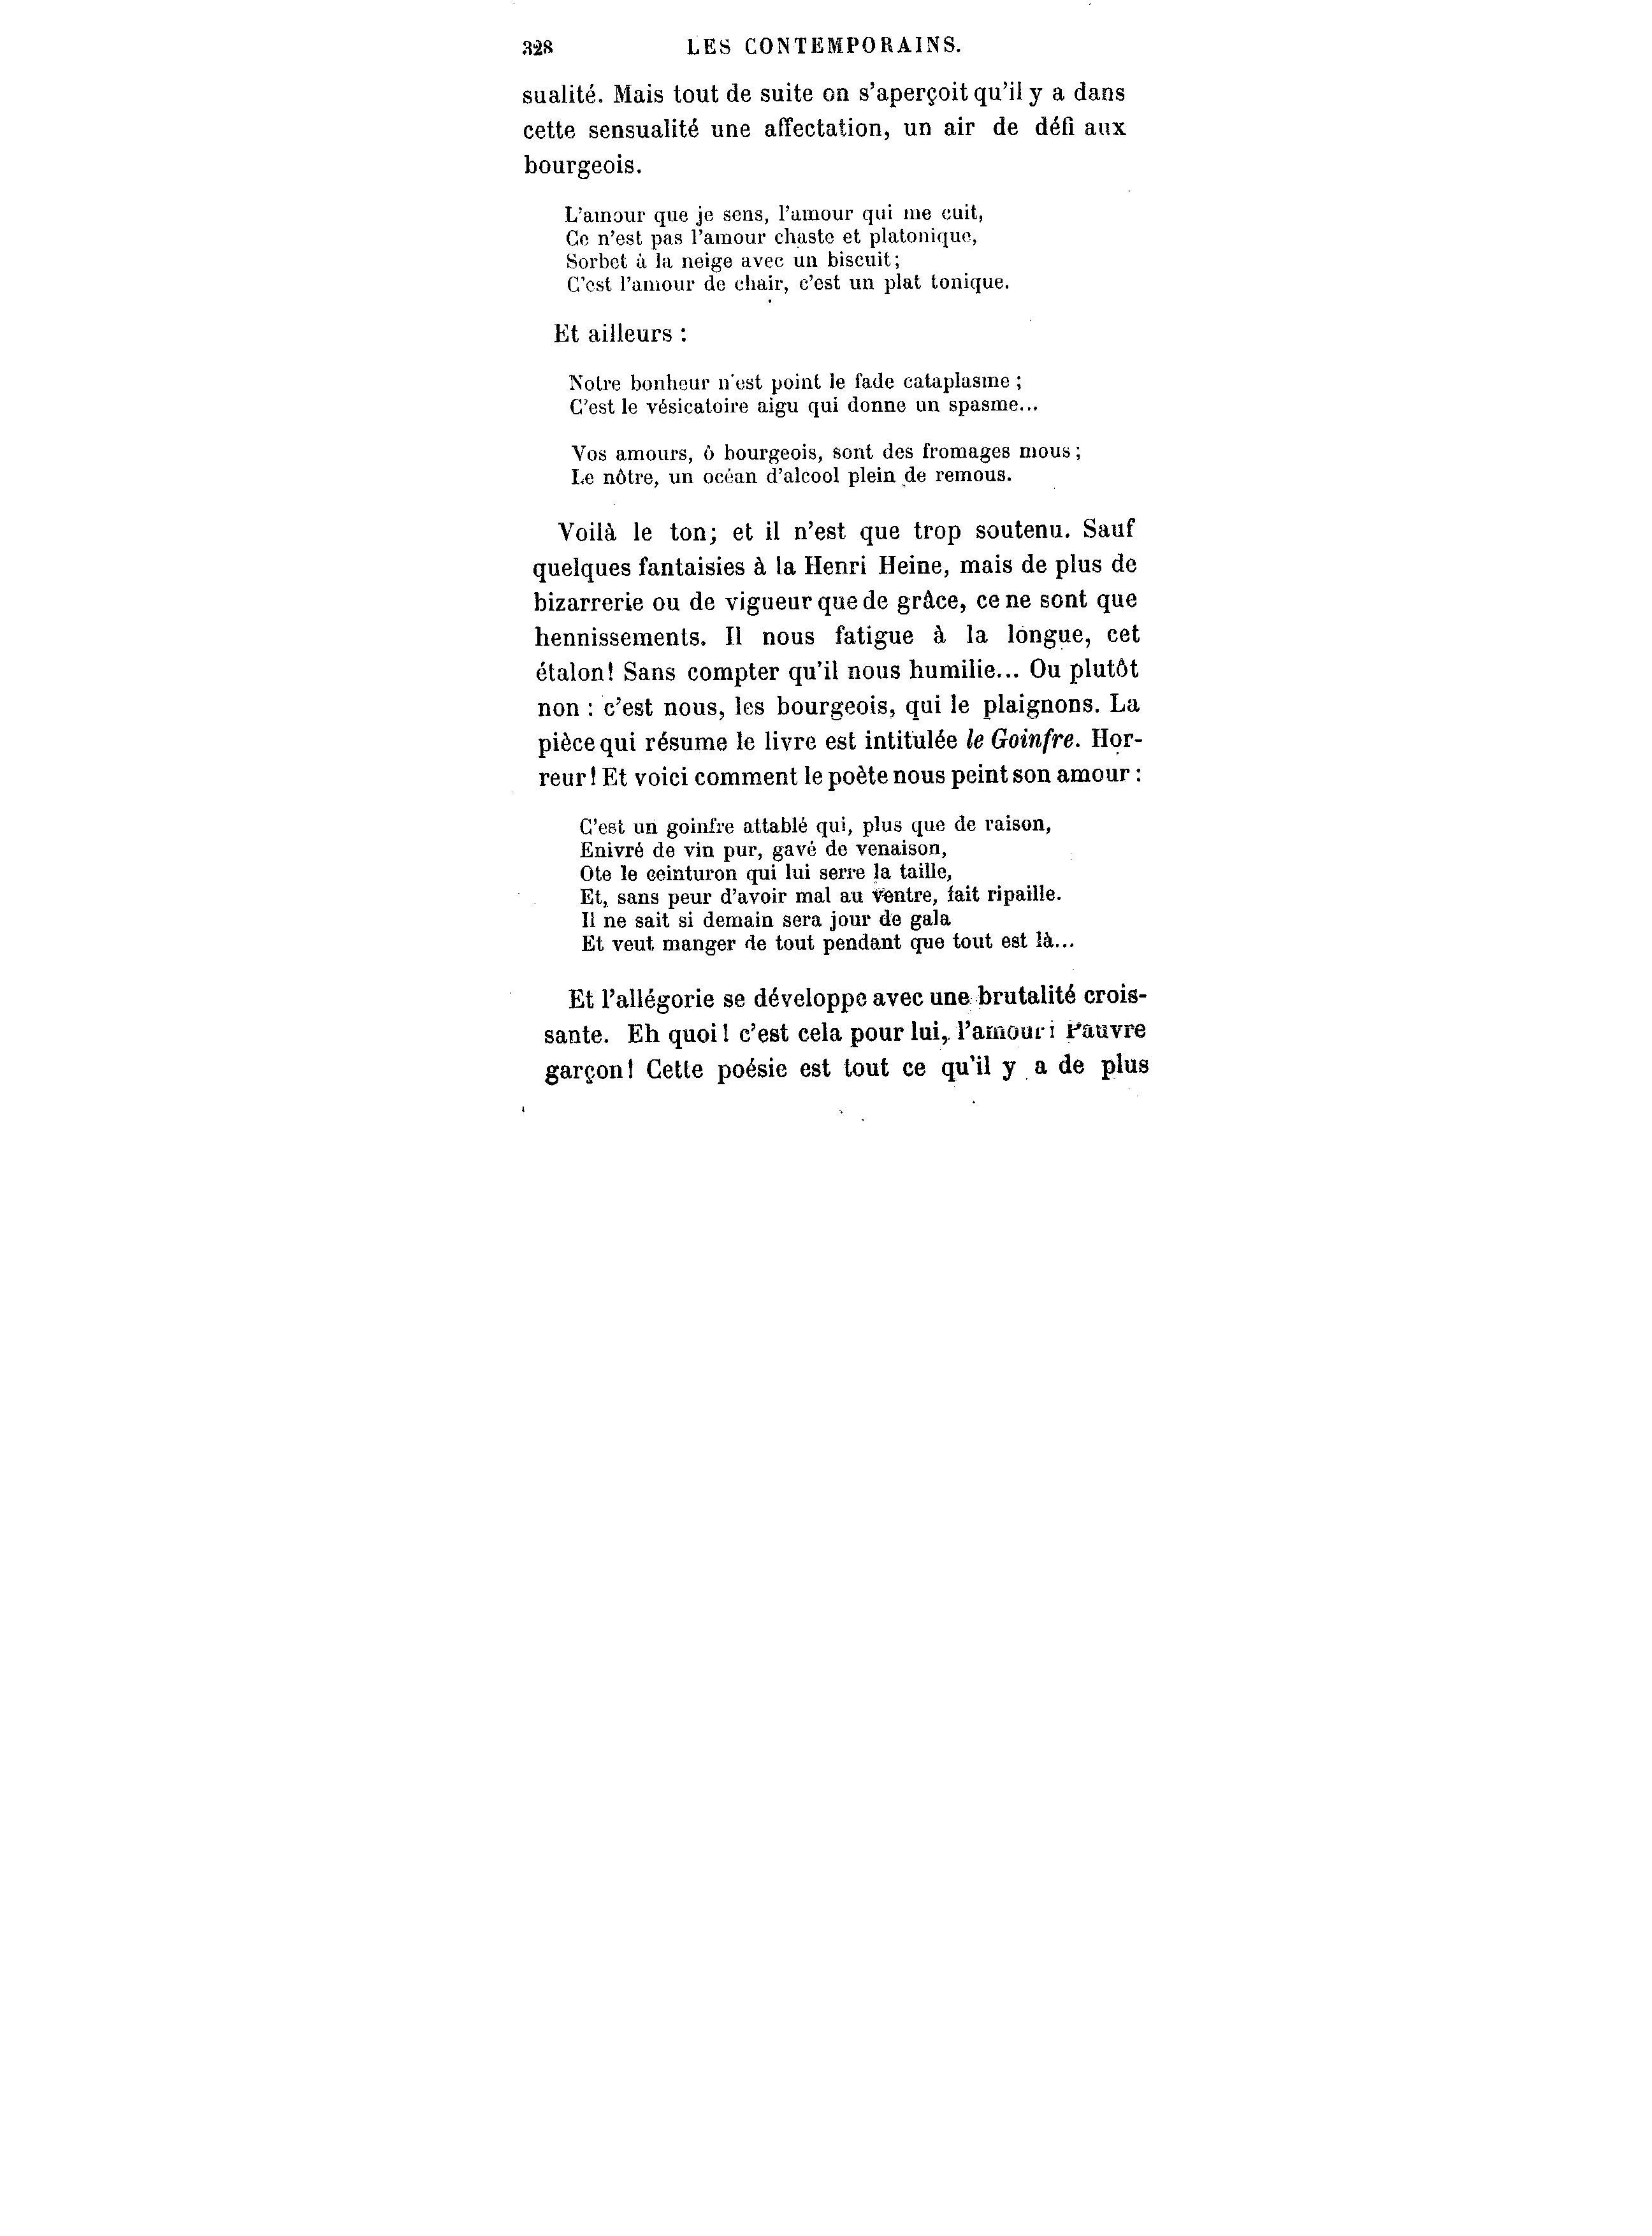 328 LES CONTEMPORAINS.
sualité. Mais tout de suite on s'aperçoit qu'il y a dans
cette sensualité une affectation, un air de défi aux
bourgeois.
L'amour que je sens, l'amour qui me cuit,
Ce n'est pas l'amour chaste et platonique,
Sorbet à la neige avec un biscuit;
C'est l'amour de chair, c'est un plat tonique.
Et ailleurs :
Notre bonheur n'est point le fade cataplasme ;
C'est le vésicatoire aigu qui donne un spasme...
Vos amours, ô bourgeois, sont des fromages mous ;
Le nôtre, un océan d'alcool plein de remous.
Voilà le ton; et il n'est que trop soutenu. Sauf
quelques fantaisies à la Henri Heine, mais de plus de
bizarrerie ou de vigueur que de grâce, ce ne sont que
hennissements. Il nous fatigue à la longue, cet
étalon! Sans compter qu'il nous humilie... Ou plutôt
non : c'est nous, les bourgeois, qui le plaignons. La
pièce qui résume le livre est intitulée le Goinfre. Hor-
reur! Et voici comment le poète nous peint son amour :
C'est un goinfre attablé qui, plus que de raison,
Enivré de vin pur, gavé de venaison,
Ote le ceinturon qui lui serre la taille,
Et, sans peur d'avoir mal au ventre, fait ripaille.
Il ne sait si demain sera jour de gala
Et veut manger de tout pendant que tout est là...
Et l'allégorie se développe avec une brutalité crois-
sante. Eh quoi! c'est cela pour lui, l'amour! Pauvre
garçon! Cette poésie est tout ce qu'il y a de plus